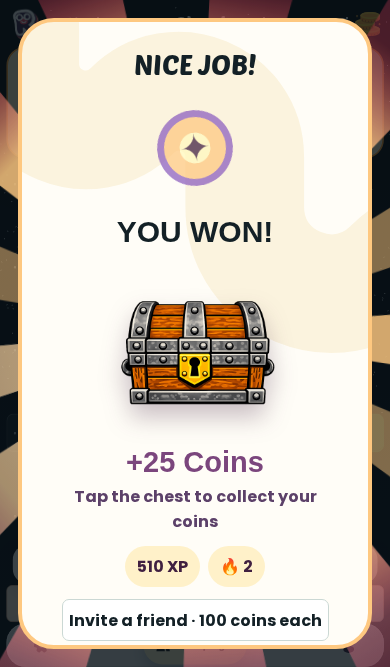 NICE JOB!
YOU WON!
+25 Coins
Tap the chest to collect your
coins
510 XP
🔥 2
Invite a friend · 100 coins each